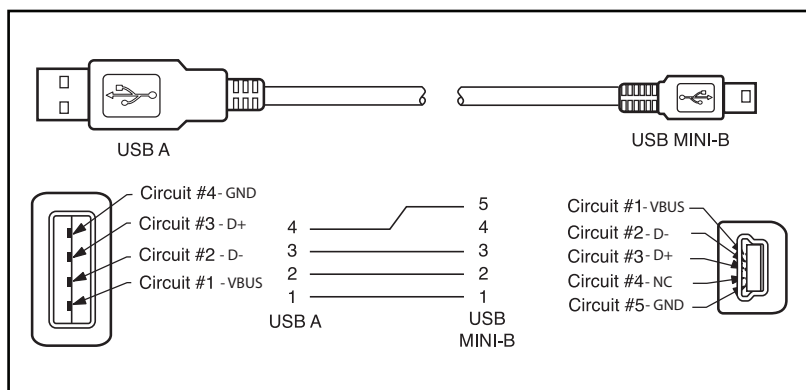 USB A
USB MINI-B
Circuit #4-GND
Circuit #3-D+
Circuit #2-D-
Circuit #1-VBUS
5
4 4
3 3
2 2
1 1
USB A
USB
MINI-B
Circuit #1-VBUS
Circuit #2-D-
Circuit #3-D+
Circuit #4-NC
Circuit #5-GND